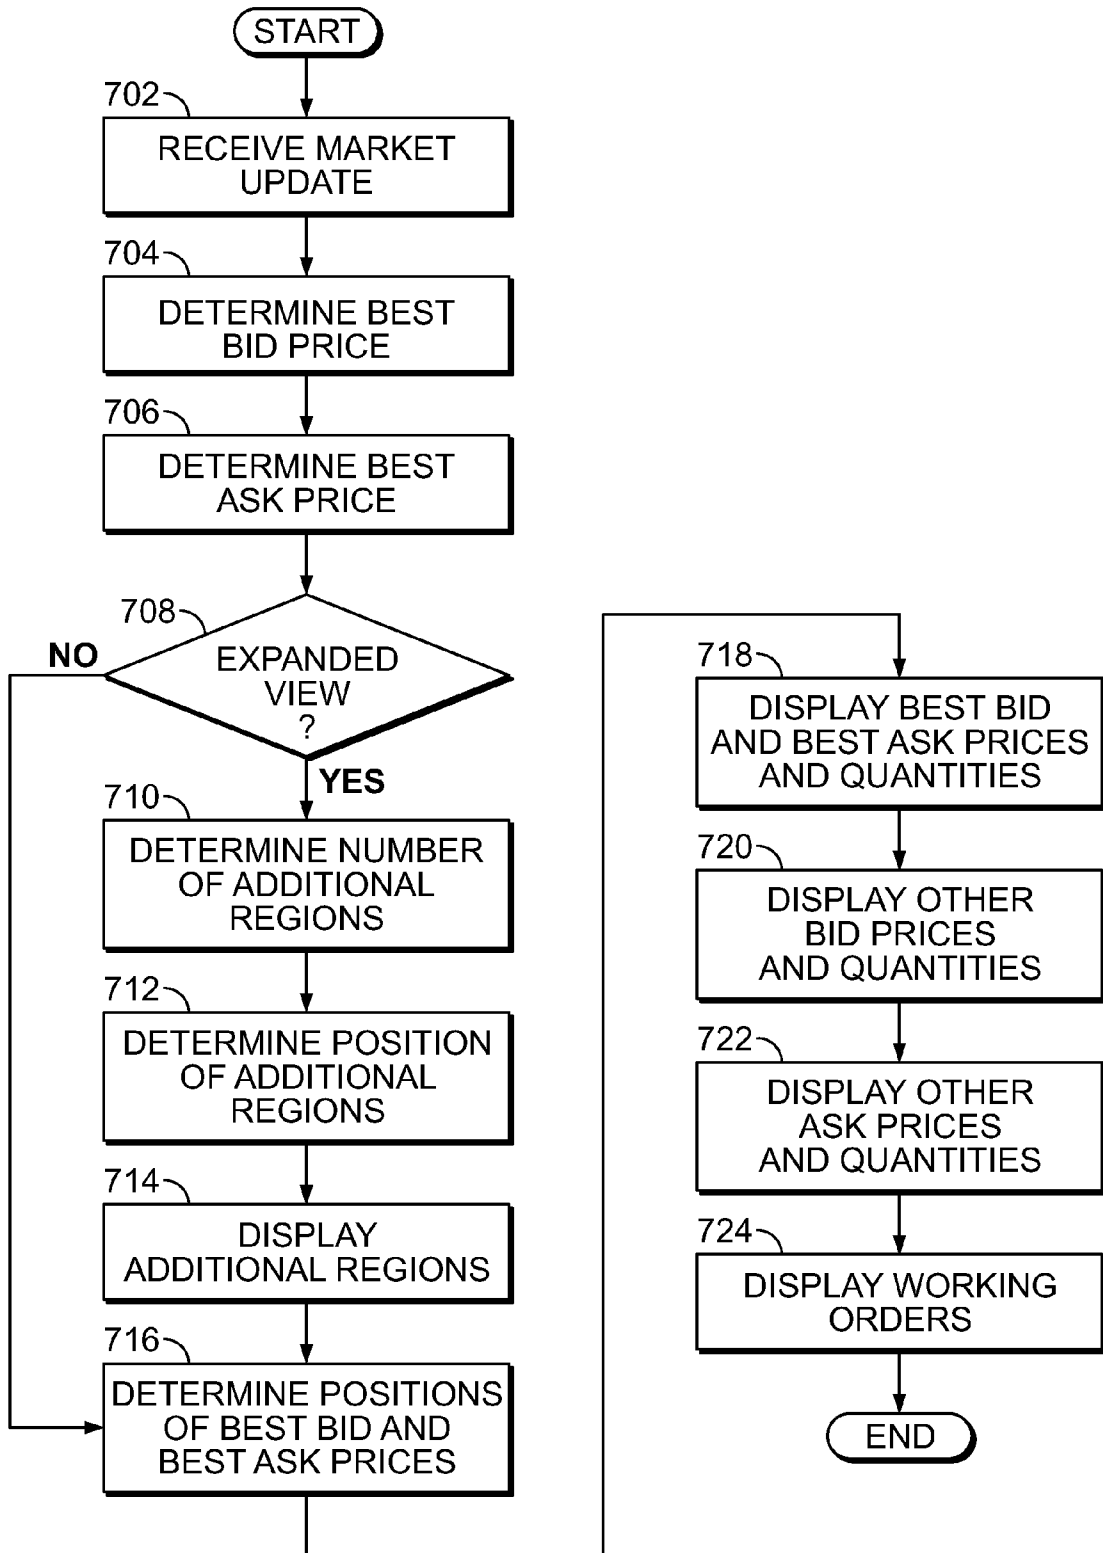 START
702
RECEIVE MARKET
UPDATE
704
DETERMINE BEST
BID PRICE
706
DETERMINE BEST
ASK PRICE
708
EXPANDED
VIEW
?
NO
YES
710
DETERMINE NUMBER
OF ADDITIONAL
REGIONS
712
DETERMINE POSITION
OF ADDITIONAL
REGIONS
714
DISPLAY
ADDITIONAL REGIONS
716
DETERMINE POSITIONS
OF BEST BID AND
BEST ASK PRICES
718
DISPLAY BEST BID
AND BEST ASK PRICES
AND QUANTITIES
720
DISPLAY OTHER
BID PRICES
AND QUANTITIES
722
DISPLAY OTHER
ASK PRICES
AND QUANTITIES
724
DISPLAY WORKING
ORDERS
END